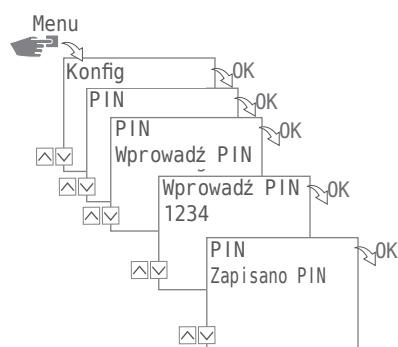 Menu
Konfig
OK
PIN
OK
PIN
OK
Wprowadź PIN
Wprowadź PIN
OK
1234
PIN
OK
Zapisano PIN